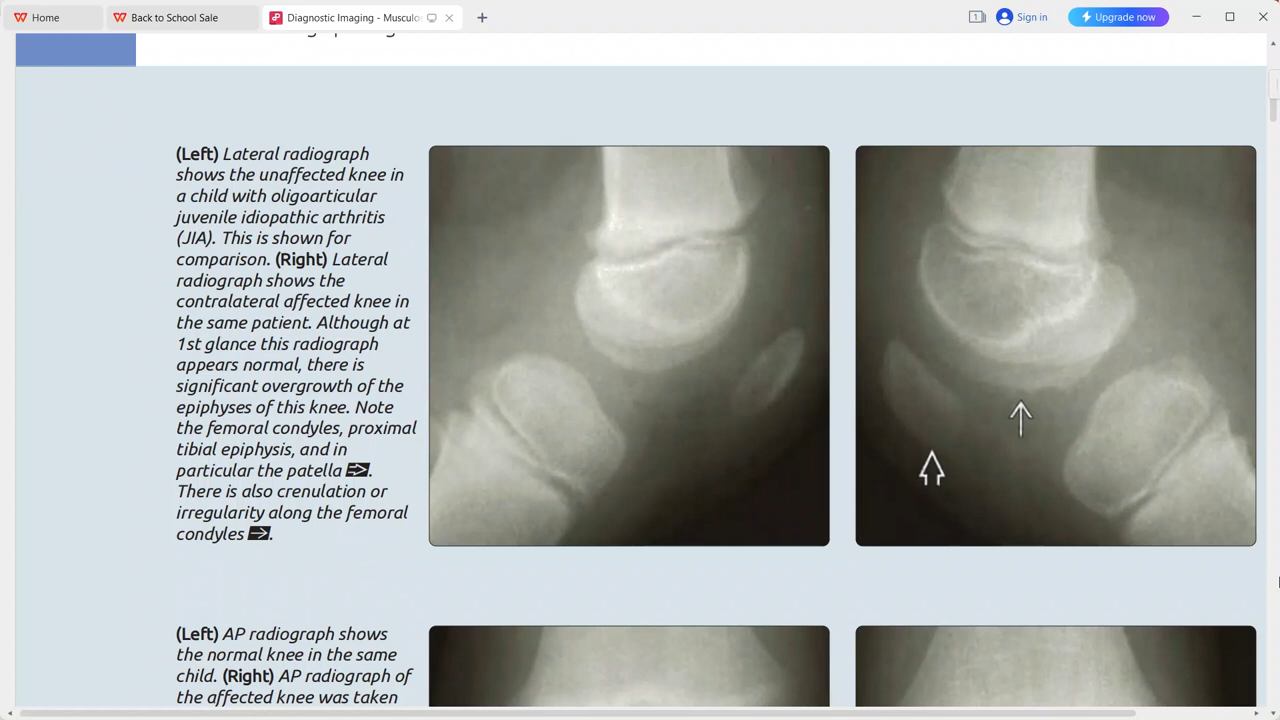 Home
Back to School Sale
Diagnostic Imaging - Musculo
1
Sign in
Upgrade now
(Left) Lateral radiograph
shows the unaffected knee in
a child with oligoarticular
juvenile idiopathic arthritis
(JIA). This is shown for
comparison. (Right) Lateral
radiograph shows the
contralateral affected knee in
the same patient. Although at
1st glance this radiograph
appears normal, there is
significant overgrowth of the
epiphyses of this knee. Note
the femoral condyles, proximal
tibial epiphysis, and in
particular the patella ⇨.
There is also crenulation or
irregularity along the femoral
condyles →.
(Left) AP radiograph shows
the normal knee in the same
child. (Right) AP radiograph of
the affected knee was taken